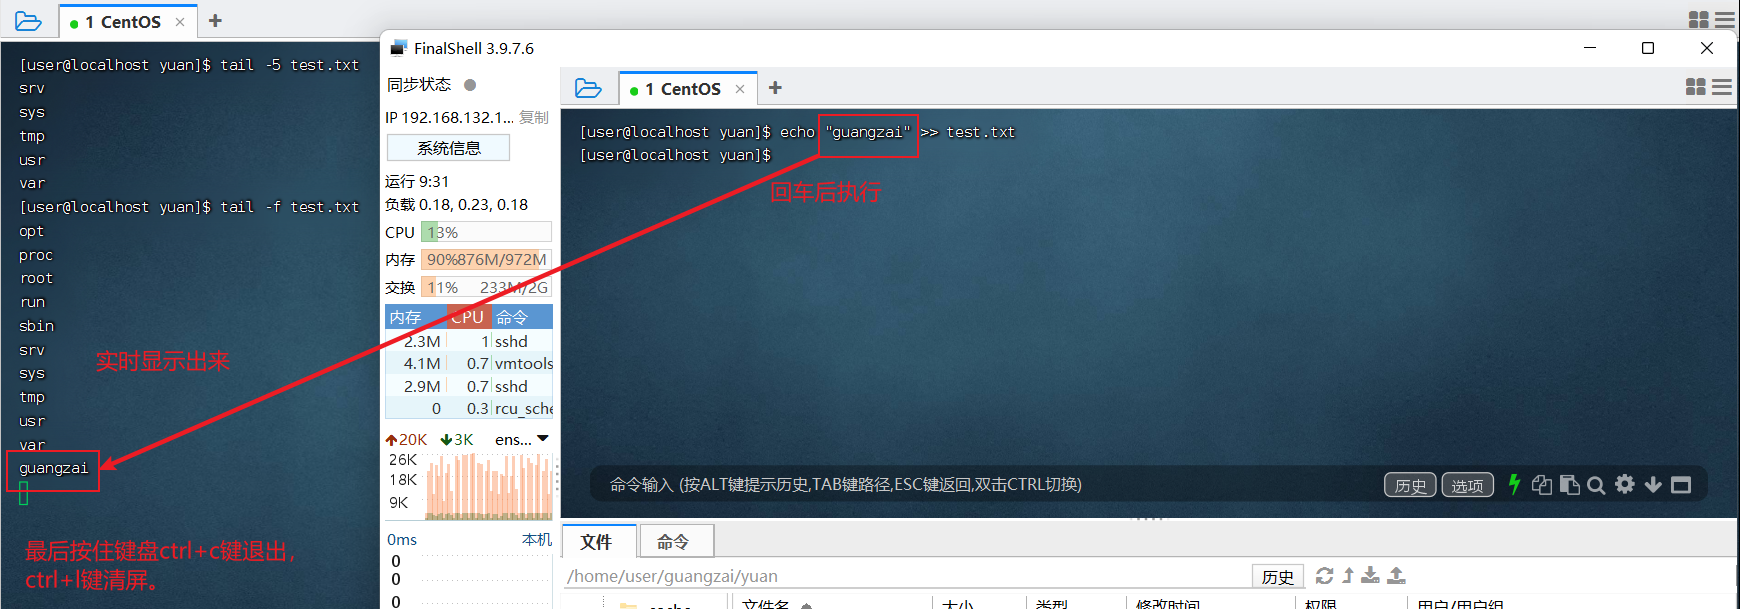 1 CentOS
[user@localhost yuan]$ tail -5 test.txt
srv
sys
tmp
usr
var
[user@localhost yuan]$ tail -f test.txt
opt
proc
root
run
sbin
srv
sys
tmp
usr
var
guangzai
实时显示出来
最后按住键盘ctrl+c键退出，
ctrl+l键清屏。
FinalShell 3.9.7.6
同步状态
IP 192.168.132.1... 复制
系统信息
运行 9:31
负载 0.18, 0.23, 0.18
CPU 13%
内存 90% 876M/972M
交换 11% 233M/2G
内存 CPU 命令
2.3M 1 sshd
4.1M 0.7 vmtools
2.9M 0.7 sshd
0 0.3 rcu_sche
20K 3K ens...
26K
18K
9K
0ms 本机
0
0
0
1 CentOS
[user@localhost yuan]$ echo "guangzai" >> test.txt
[user@localhost yuan]$
回车后执行
命令输入 (按ALT键提示历史,TAB键路径,ESC键返回,双击CTRL切换) 历史 选项
文件 命令
/home/user/guangzai/yuan 历史
文件名 大小 类型 修改时间 权限 用户/用户组